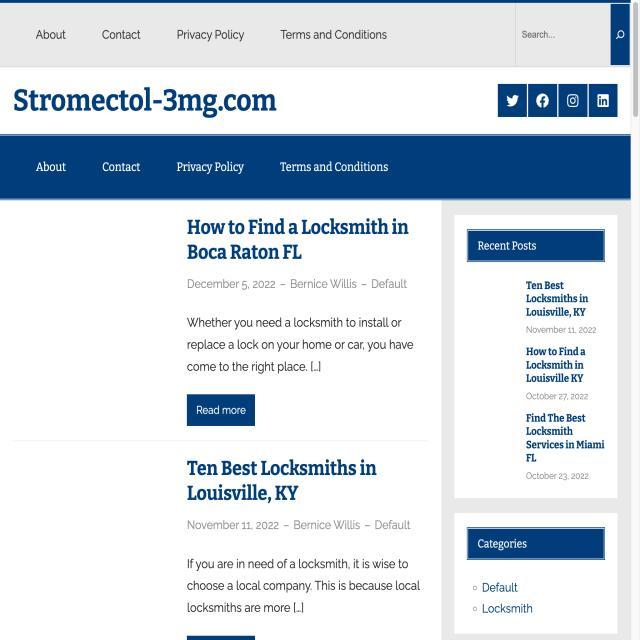 About Contact Privacy Policy Terms and Conditions Search...
Stromectol-3mg.com
About Contact Privacy Policy Terms and Conditions
How to Find a Locksmith in
Boca Raton FL
December 5, 2022 – Bernice Willis – Default
Whether you need a locksmith to install or
replace a lock on your home or car, you have
come to the right place. [...]
Read more
Ten Best Locksmiths in
Louisville, KY
November 11, 2022 – Bernice Willis – Default
If you are in need of a locksmith, it is wise to
choose a local company. This is because local
locksmiths are more [...]
Recent Posts
Ten Best
Locksmiths in
Louisville, KY
November 11, 2022
How to Find a
Locksmith in
Louisville KY
October 27, 2022
Find The Best
Locksmith
Services in Miami
FL
October 23, 2022
Categories
Default
Locksmith